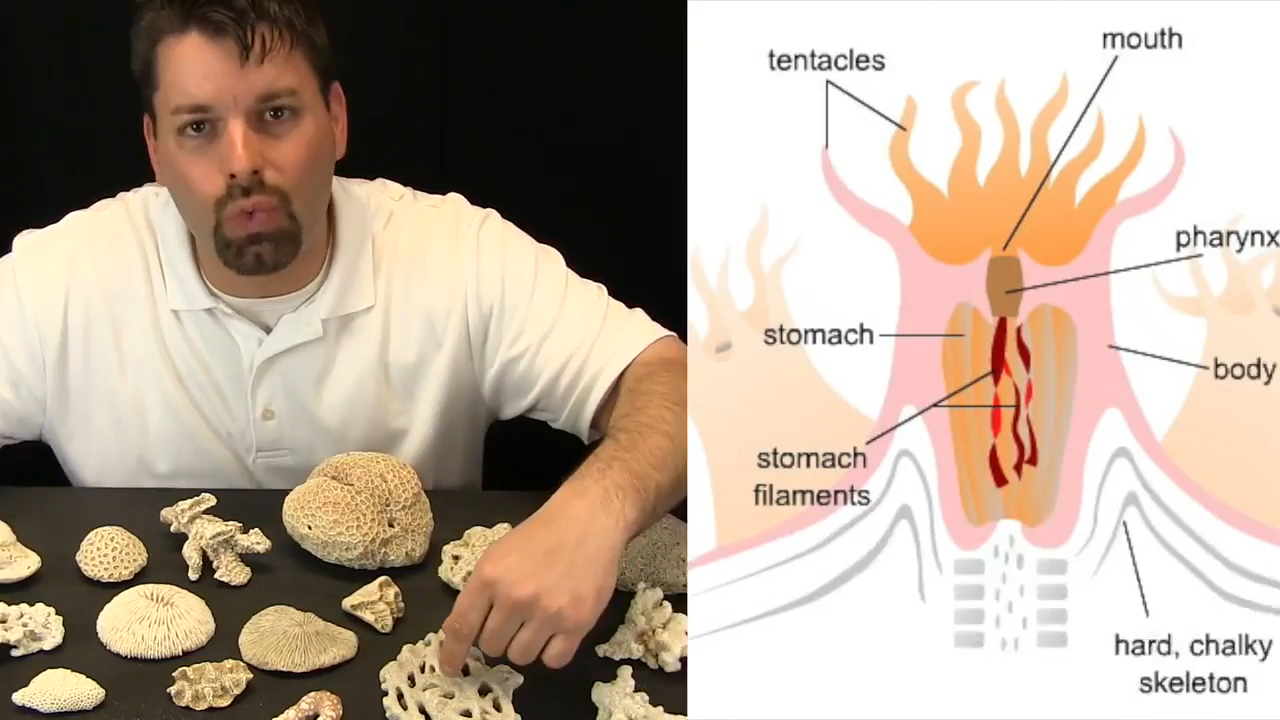 mouth
tentacles
pharynx
stomach
body
stomach
filaments
hard, chalky
skeleton